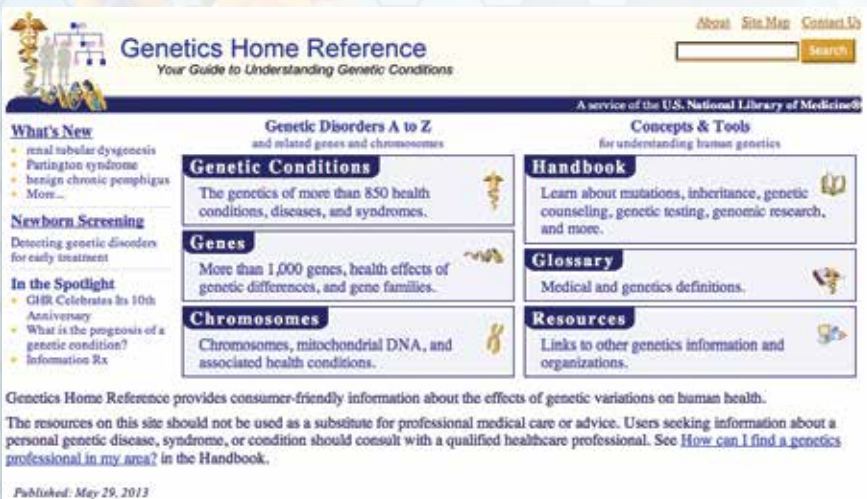 About Site Map Contact Us
Genetics Home Reference
Your Guide to Understanding Genetic Conditions
Search
A service of the U.S. National Library of Medicine®
What's New
renal tubular dysgenesis
Partington syndrome
benign chronic pemphigus
More...
Newborn Screening
Detecting genetic disorders
for early treatment
In the Spotlight
GHR Celebrates Its 10th
Anniversary
What is the prognosis of a
genetic condition?
Information Rx
Genetic Disorders A to Z
and related genes and chromosomes
Genetic Conditions
The genetics of more than 850 health
conditions, diseases, and syndromes.
Genes
More than 1,000 genes, health effects of
genetic differences, and gene families.
Chromosomes
Chromosomes, mitochondrial DNA, and
associated health conditions.
Concepts & Tools
for understanding human genetics
Handbook
Learn about mutations, inheritance, genetic
counseling, genetic testing, genomic research,
and more.
Glossary
Medical and genetics definitions.
Resources
Links to other genetics information and
organizations.
Genetics Home Reference provides consumer-friendly information about the effects of genetic variations on human health.
The resources on this site should not be used as a substitute for professional medical care or advice. Users seeking information about a
personal genetic disease, syndrome, or condition should consult with a qualified healthcare professional. See How can I find a genetics
professional in my area? in the Handbook.
Published: May 29, 2013